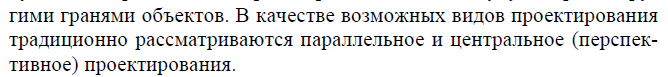 гими гранями объектов. В качестве возможных видов проектирования
традиционно рассматриваются параллельное и центральное (перспек-
тивное) проектирования.